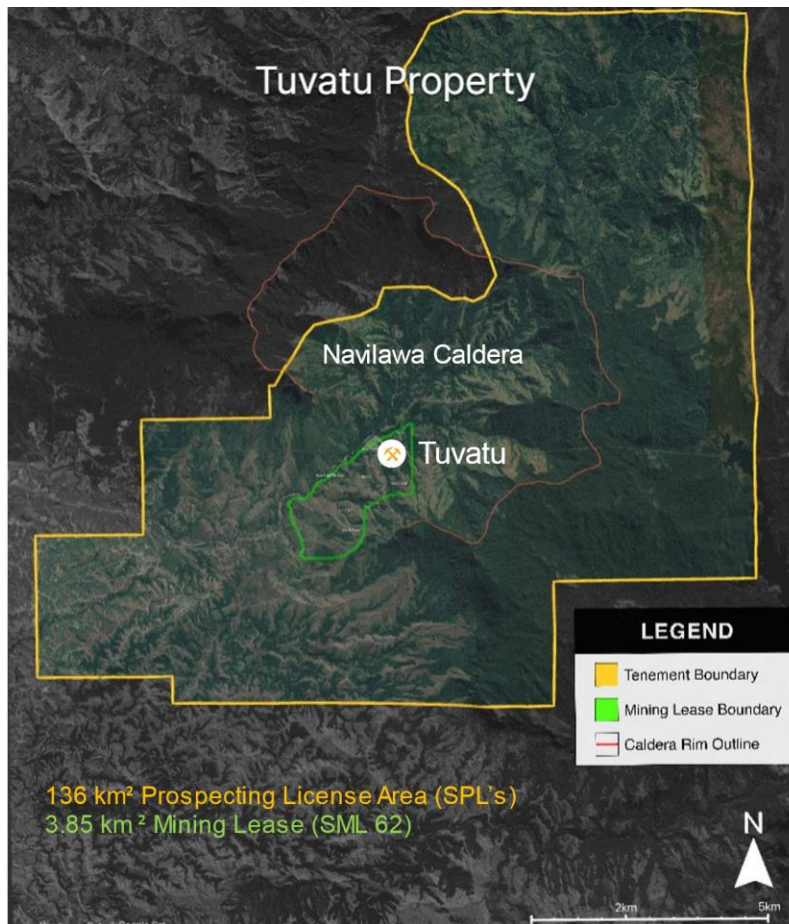 Tuvatu Property
Navilawa Caldera
Tuvatu
LEGEND
Tenement Boundary
Mining Lease Boundary
Caldera Rim Outline
136 km² Prospecting License Area (SPL's)
3.85 km² Mining Lease (SML 62)
N
2km
5km